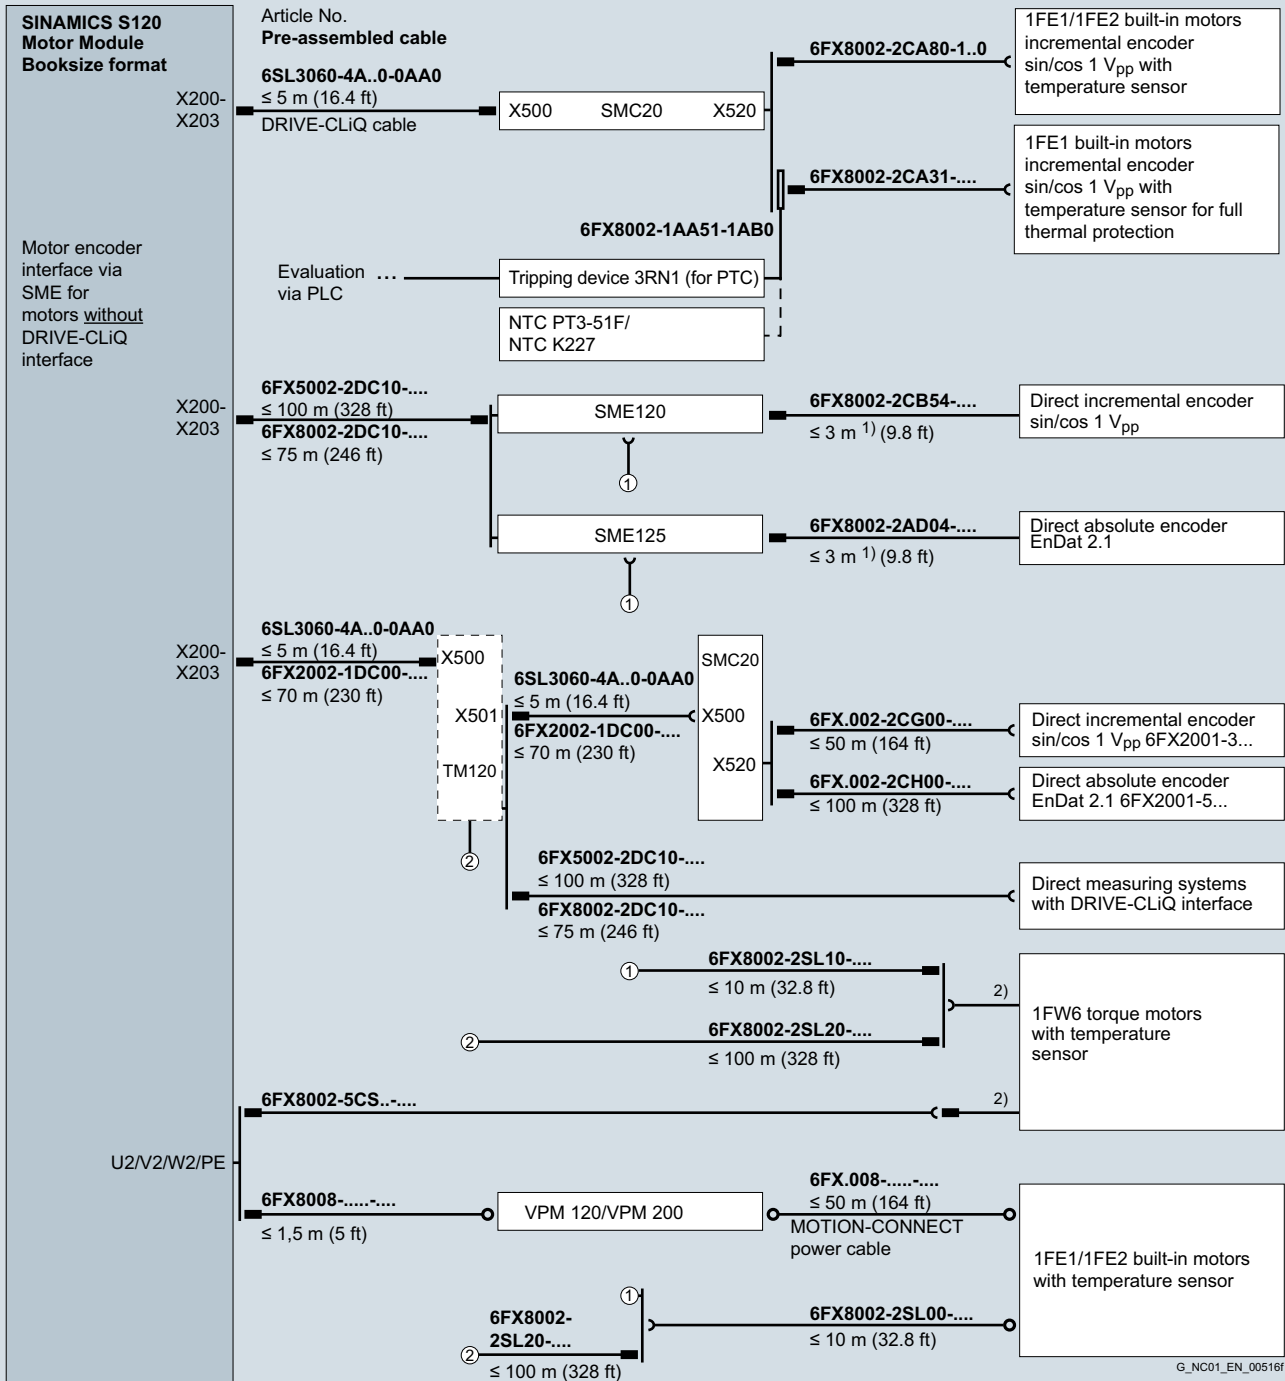 SINAMICS S120
Motor Module
Booksize format
Article No.
Pre-assembled cable
6SL3060-4A..0-0AA0
≤ 5 m (16.4 ft)
DRIVE-CLiQ cable
X200-
X203
X500 SMC20 X520
6FX8002-2CA80-1..0
1FE1/1FE2 built-in motors
incremental encoder
sin/cos 1 Vpp with
temperature sensor
6FX8002-2CA31-....
1FE1 built-in motors
incremental encoder
sin/cos 1 Vpp with
temperature sensor for full
thermal protection
6FX8002-1AA51-1AB0
Motor encoder
interface via
SME for
motors without
DRIVE-CLiQ
interface
Evaluation ...
via PLC
Tripping device 3RN1 (for PTC)
NTC PT3-51F/
NTC K227
X200-
X203
6FX5002-2DC10-....
≤ 100 m (328 ft)
6FX8002-2DC10-....
≤ 75 m (246 ft)
SME120
1
6FX8002-2CB54-....
≤ 3 m 1) (9.8 ft)
Direct incremental encoder
sin/cos 1 Vpp
SME125
1
6FX8002-2AD04-....
≤ 3 m 1) (9.8 ft)
Direct absolute encoder
EnDat 2.1
X200-
X203
6SL3060-4A..0-0AA0
≤ 5 m (16.4 ft)
6FX2002-1DC00-....
≤ 70 m (230 ft)
X500
X501
TM120
2
6SL3060-4A..0-0AA0
≤ 5 m (16.4 ft)
6FX2002-1DC00-....
≤ 70 m (230 ft)
SMC20
X500
X520
6FX.002-2CG00-....
≤ 50 m (164 ft)
Direct incremental encoder
sin/cos 1 Vpp 6FX2001-3...
6FX.002-2CH00-....
≤ 100 m (328 ft)
Direct absolute encoder
EnDat 2.1 6FX2001-5...
6FX5002-2DC10-....
≤ 100 m (328 ft)
6FX8002-2DC10-....
≤ 75 m (246 ft)
Direct measuring systems
with DRIVE-CLiQ interface
1
6FX8002-2SL10-....
≤ 10 m (32.8 ft)
2
6FX8002-2SL20-....
≤ 100 m (328 ft)
2)
1FW6 torque motors
with temperature
sensor
6FX8002-5CS..-....
2)
U2/V2/W2/PE
6FX8008-.....-....
≤ 1,5 m (5 ft)
VPM 120/VPM 200
6FX.008-.....-....
≤ 50 m (164 ft)
MOTION-CONNECT
power cable
1FE1/1FE2 built-in motors
with temperature sensor
1
6FX8002-
2SL20-....
2
≤ 100 m (328 ft)
6FX8002-2SL00-....
≤ 10 m (32.8 ft)
G_NC01_EN_00516f